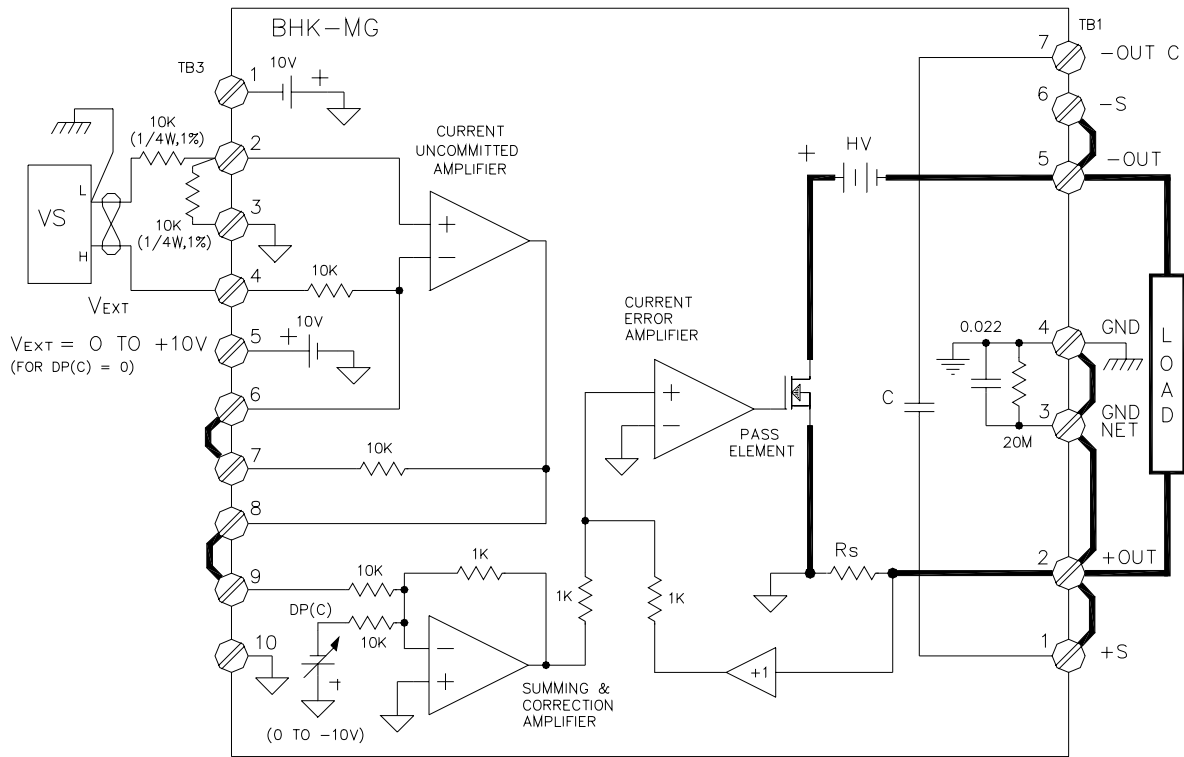 BHK-MG
TB1
TB3
1
10V
+
10K
(1/4W,1%)
2
CURRENT
UNCOMMITTED
AMPLIFIER
+
−
L
VS
H
10K
(1/4W,1%)
3
4
10K
VEXT
VEXT = 0 TO +10V
(FOR DP(C) = 0)
5
+
10V
6
7
10K
8
9
10K
1K
DP(C)
10K
+
(0 TO -10V)
−
+
SUMMING &
CORRECTION
AMPLIFIER
10
1K
1K
+1
CURRENT
ERROR
AMPLIFIER
+
−
PASS
ELEMENT
+
HV
Rs
C
7
-OUT C
6
-S
5
-OUT
0.022
4
GND
20M
3
GND
NET
2
+OUT
1
+S
LOAD